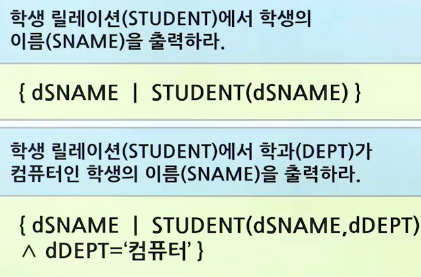 학생 릴레이션(STUDENT)에서 학생의
이름(SNAME)을 출력하라.
{ dSNAME | STUDENT(dSNAME) }
학생 릴레이션(STUDENT)에서 학과(DEPT)가
컴퓨터인 학생의 이름(SNAME)을 출력하라.
{ dSNAME | STUDENT(dSNAME,dDEPT)
∧ dDEPT=‘컴퓨터’ }